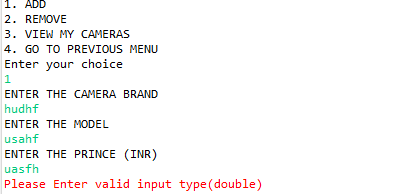 1. ADD
2. REMOVE
3. VIEW MY CAMERAS
4. GO TO PREVIOUS MENU
Enter your choice
1
ENTER THE CAMERA BRAND
hudhf
ENTER THE MODEL
usahf
ENTER THE PRINCE (INR)
uasfh
Please Enter valid input type(double)